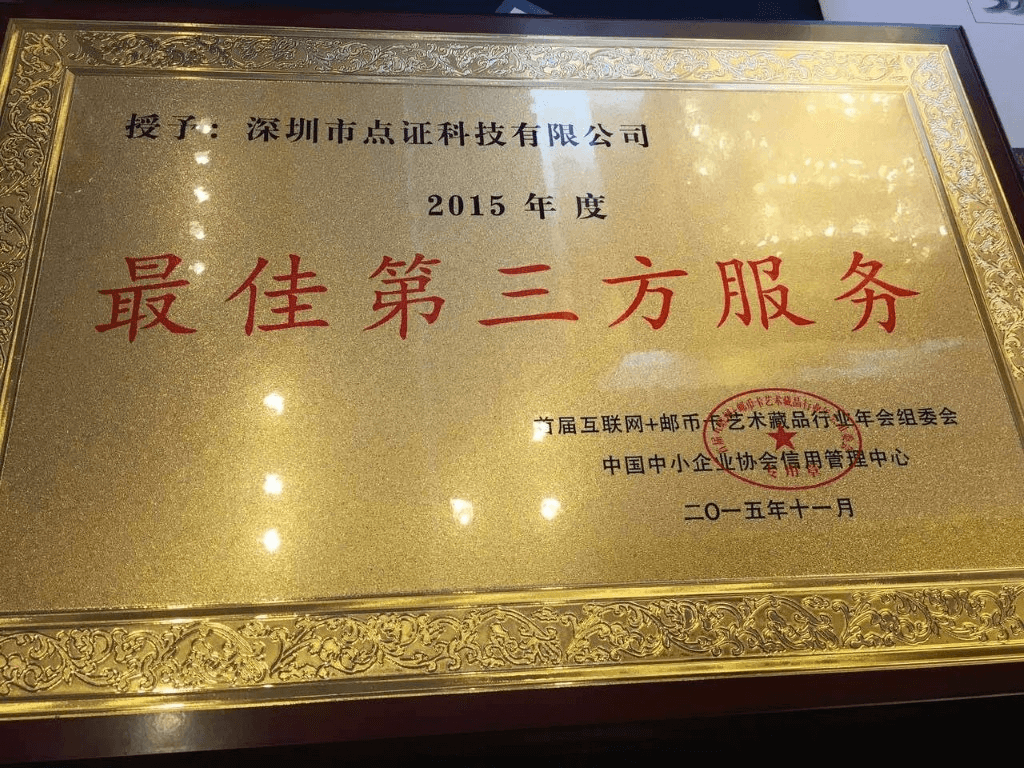 授予：深圳市点证科技有限公司
2015 年 度
最佳第三方服务
首届互联网+邮币卡艺术藏品行业年会组委会
中国中小企业协会信用管理中心
二〇一五年十一月
专用章